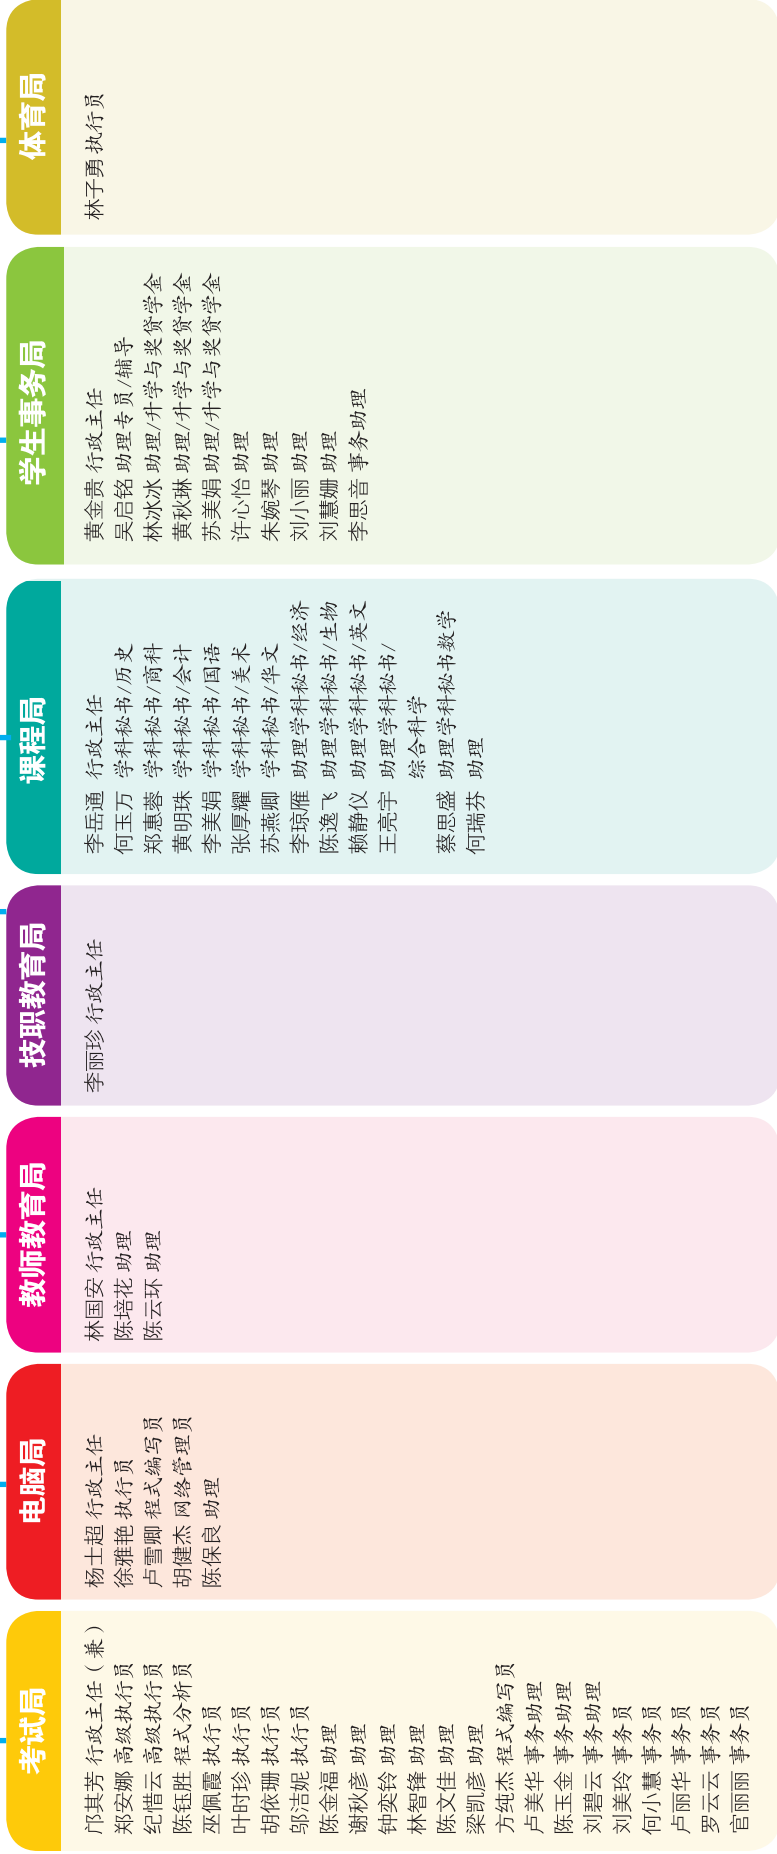 考试局
邝其芳 行政主任（兼）
郑安娜 高级执行员
纪惜云 高级执行员
陈钰胜 程式分析员
巫佩霞 执行员
叶时珍 执行员
胡依珊 执行员
邬洁妮 执行员
陈金福 助理
谢秋彦 助理
钟奕铃 助理
林智锋 助理
陈文佳 助理
梁凯彦 助理
方纯杰 程式编写员
卢美华 事务助理
陈玉金 事务助理
刘碧云 事务助理
刘美玲 事务员
何小慧 事务员
卢丽华 事务员
罗云云 事务员
官丽丽 事务员
电脑局
杨士超 行政主任
徐雅艳 执行员
卢雪卿 程式编写员
胡健杰 网络管理员
陈保良 助理
教师教育局
林国安 行政主任
陈培花 助理
陈云环 助理
技职教育局
李丽珍 行政主任
课程局
李岳通 行政主任
何玉万 学科秘书/历史
郑惠蓉 学科秘书/商科
黄明珠 学科秘书/会计
李美娟 学科秘书/国语
张厚耀 学科秘书/美术
苏燕卿 学科秘书/华文
李琼雁 助理学科秘书/经济
陈逸飞 助理学科秘书/生物
赖静仪 助理学科秘书/英文
王亮宇 助理学科秘书/
综合科学
蔡思盛 助理学科秘书数学
何瑞芬 助理
学生事务局
黄金贵 行政主任
吴启铭 助理专员/辅导
林冰冰 助理/升学与奖贷学金
黄秋琳 助理/升学与奖贷学金
苏美娟 助理/升学与奖贷学金
许心怡 助理
朱婉琴 助理
刘小丽 助理
刘慧姗 助理
李思音 事务助理
体育局
林子勇 执行员